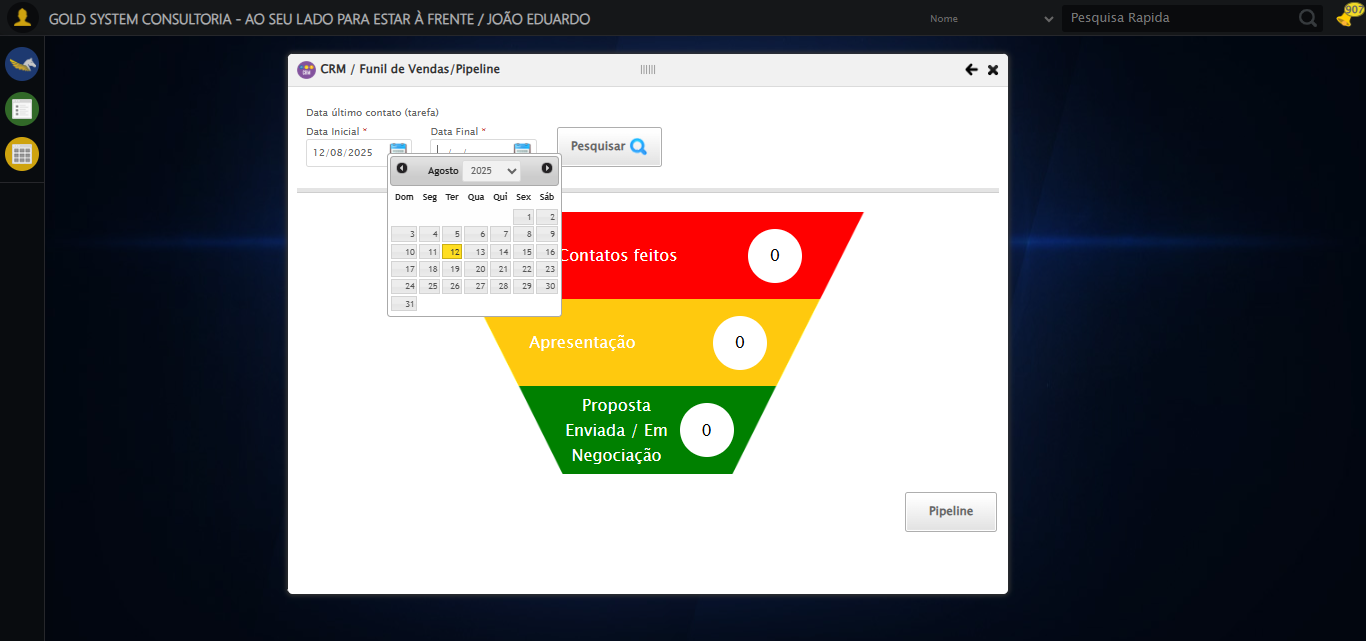 GOLD SYSTEM CONSULTORIA - AO SEU LADO PARA ESTAR À FRENTE / JOÃO EDUARDO
Nome
Pesquisa Rapida
907
CRM / Funil de Vendas/Pipeline
Data último contato (tarefa)
Data Inicial *
Data Final *
12/08/2025
/ /
Pesquisar
Agosto 2025
Dom Seg Ter Qua Qui Sex Sáb
1 2
3 4 5 6 7 8 9
10 11 12 13 14 15 16
17 18 19 20 21 22 23
24 25 26 27 28 29 30
31
Contatos feitos 0
Apresentação 0
Proposta
Enviada / Em 0
Negociação
Pipeline